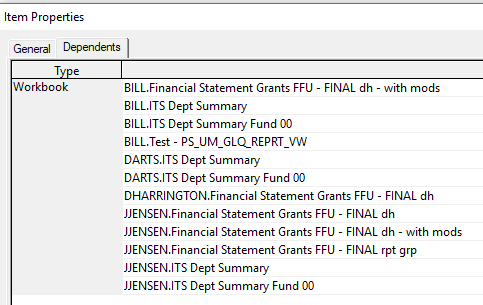 Item Properties
General Dependents
Type
Workbook BILL.Financial Statement Grants FFU - FINAL dh - with mods
BILL.ITS Dept Summary
BILL.ITS Dept Summary Fund 00
BILL.Test - PS_UM_GLQ_REPRT_VW
DARTS.ITS Dept Summary
DARTS.ITS Dept Summary Fund 00
DHARRINGTON.Financial Statement Grants FFU - FINAL dh
JJENSEN.Financial Statement Grants FFU - FINAL dh
JJENSEN.Financial Statement Grants FFU - FINAL dh - with mods
JJENSEN.Financial Statement Grants FFU - FINAL rpt grp
JJENSEN.ITS Dept Summary
JJENSEN.ITS Dept Summary Fund 00